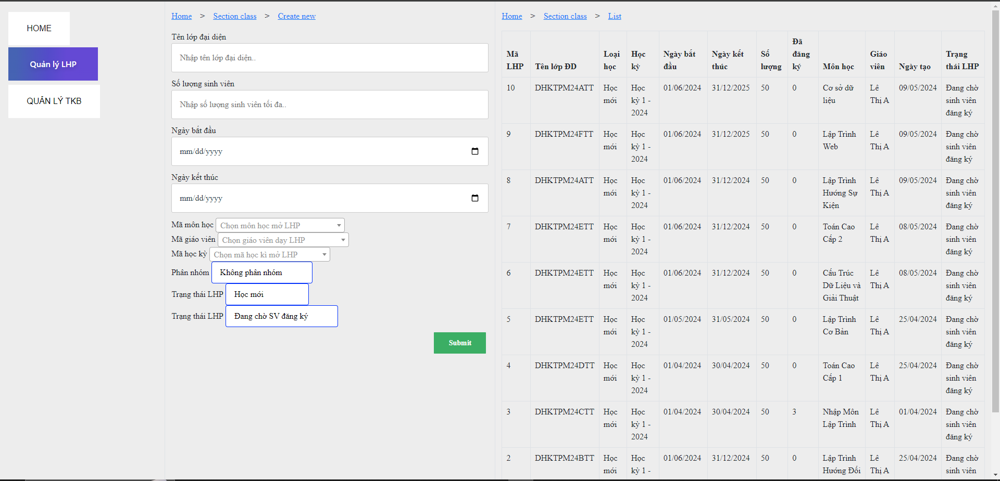 HOME
Quản lý LHP
QUẢN LÝ TKB
Home > Section class > Create new
Tên lớp đại diện
Nhập tên lớp đại diện..
Số lượng sinh viên
Nhập số lượng sinh viên tối đa..
Ngày bắt đầu
mm/dd/yyyy
Ngày kết thúc
mm/dd/yyyy
Mã môn học Chọn môn học mở LHP
Mã giáo viên Chọn giáo viên dạy LHP
Mã học kỳ Chọn mã học kì mở LHP
Phân nhóm Không phân nhóm
Trạng thái LHP Học mới
Trạng thái LHP Đang chờ SV đăng ký
Submit
Home > Section class > List
Mã LHP Tên lớp ĐD Loại học Học kỳ Ngày bắt đầu Ngày kết thúc Số lượng Đã đăng ký Môn học Giáo viên Ngày tạo Trạng thái LHP
10 DHKTPM24ATT Học mới Học kỳ 1 - 2024 01/06/2024 31/12/2025 50 0 Cơ sở dữ liệu Lê Thị A 09/05/2024 Đang chờ sinh viên đăng ký
9 DHKTPM24FTT Học mới Học kỳ 1 - 2024 01/06/2024 31/12/2025 50 0 Lập Trình Web Lê Thị A 09/05/2024 Đang chờ sinh viên đăng ký
8 DHKTPM24ATT Học mới Học kỳ 1 - 2024 01/06/2024 31/12/2024 50 0 Lập Trình Hướng Sự Kiện Lê Thị A 09/05/2024 Đang chờ sinh viên đăng ký
7 DHKTPM24ETT Học mới Học kỳ 1 - 2024 01/06/2024 31/12/2024 50 0 Toán Cao Cấp 2 Lê Thị A 08/05/2024 Đang chờ sinh viên đăng ký
6 DHKTPM24ETT Học mới Học kỳ 1 - 2024 01/06/2024 31/12/2024 50 0 Cấu Trúc Dữ Liệu và Giải Thuật Lê Thị A 08/05/2024 Đang chờ sinh viên đăng ký
5 DHKTPM24ETT Học mới Học kỳ 1 - 2024 01/05/2024 31/05/2024 50 0 Lập Trình Cơ Bản Lê Thị A 25/04/2024 Đang chờ sinh viên đăng ký
4 DHKTPM24DTT Học mới Học kỳ 1 - 2024 01/04/2024 30/04/2024 50 0 Toán Cao Cấp 1 Lê Thị A 25/04/2024 Đang chờ sinh viên đăng ký
3 DHKTPM24CTT Học mới Học kỳ 1 - 2024 01/04/2024 30/04/2024 50 3 Nhập Môn Lập Trình Lê Thị A 01/04/2024 Đang chờ sinh viên đăng ký
2 DHKTPM24BTT Học mới Học kỳ 1 - 01/06/2024 31/12/2024 50 0 Lập Trình Hướng Đối Lê Thị A 25/04/2024 Đang chờ sinh viên